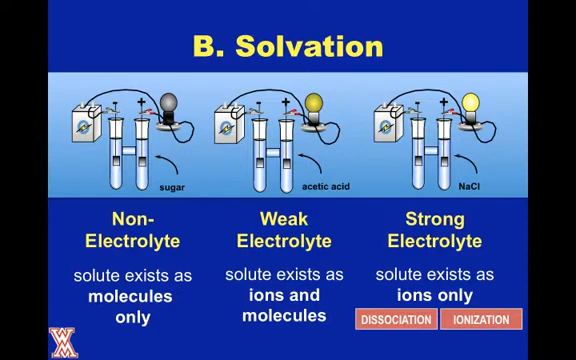 B. Solvation
- +
sugar
- +
acetic acid
- +
NaCl
Non-
Electrolyte
solute exists as
molecules
only
Weak
Electrolyte
solute exists as
ions and
molecules
Strong
Electrolyte
solute exists as
ions only
DISSOCIATION
IONIZATION